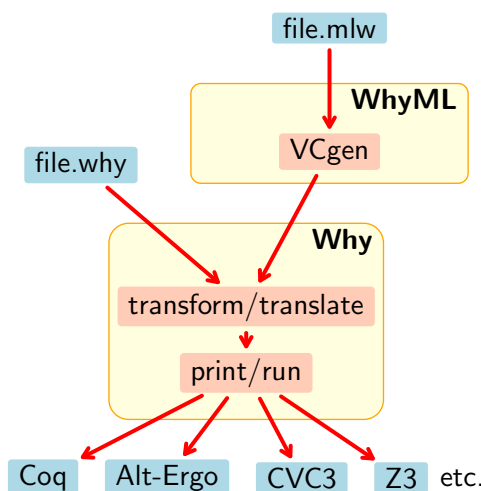 file.mlw
WhyML
VCgen
file.why
Why
transform/translate
print/run
Coq Alt-Ergo CVC3 Z3 etc.